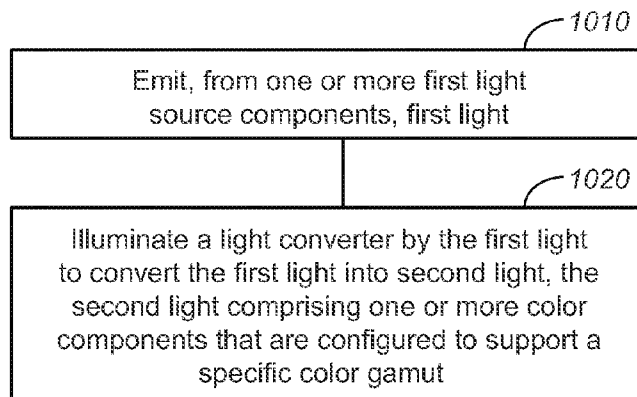 1010
Emit, from one or more first light
source components, first light
1020
Illuminate a light converter by the first light
to convert the first light into second light, the
second light comprising one or more color
components that are configured to support a
specific color gamut